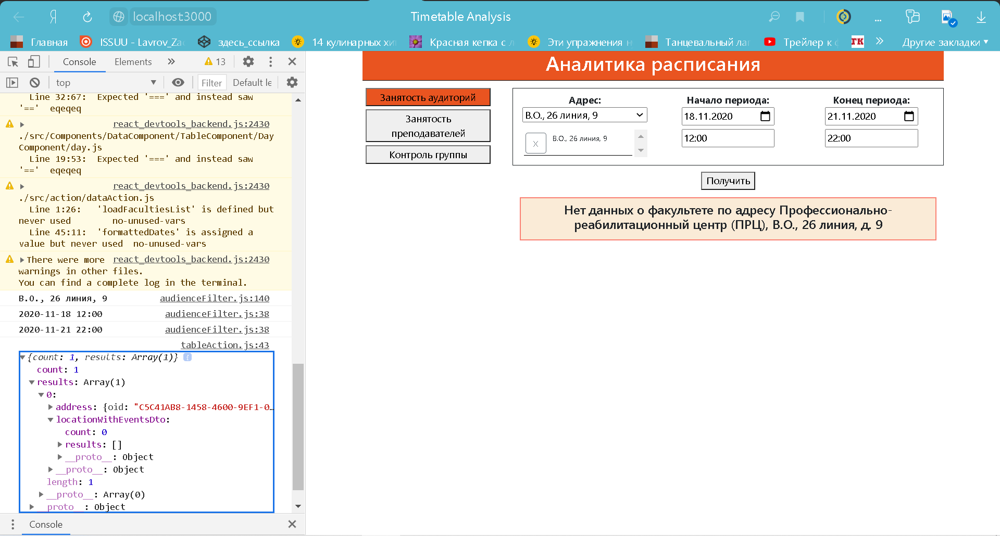 localhost3000
Timetable Analysis
...
Главная
ISSUU - Lavrov_Zac
здесь_ссылка
14 кулинарных хит
Красная кепка с л
Эти упражнения н
Танцевальный лаг
Трейлер к ф
ГК
Другие закладки
Console
Elements
13
top
Filter
Default le
Line 32:67: Expected '===' and instead saw
'==' eqeqeq
react_devtools_backend.js:2430
./src/Components/DataComponent/TableComponent/Day
Component/day.js
Line 19:53: Expected '===' and instead saw
'==' eqeqeq
react_devtools_backend.js:2430
./src/action/dataAction.js
Line 1:26: 'loadFacultiesList' is defined but
never used no-unused-vars
Line 45:11: 'formattedDates' is assigned a
value but never used no-unused-vars
There were more react_devtools_backend.js:2430
warnings in other files.
You can find a complete log in the terminal.
В.О., 26 линия, 9 audienceFilter.js:140
2020-11-18 12:00 audienceFilter.js:38
2020-11-21 22:00 audienceFilter.js:38
tableAction.js:43
{count: 1, results: Array(1)} i
count: 1
results: Array(1)
0:
address: {oid: "C5C41AB8-1458-4600-9EF1-0…
locationWithEventsDto:
count: 0
results: []
__proto__: Object
__proto__: Object
length: 1
__proto__: Array(0)
__proto__: Object
Console
Аналитика расписания
Занятость аудиторий
Занятость
преподавателей
Контроль группы
Адрес:
В.О., 26 линия, 9
X
В.О., 26 линия, 9
Начало периода:
18.11.2020
12:00
Конец периода:
21.11.2020
22:00
Получить
Нет данных о факультете по адресу Профессионально-
реабилитационный центр (ПРЦ), В.О., 26 линия, д. 9